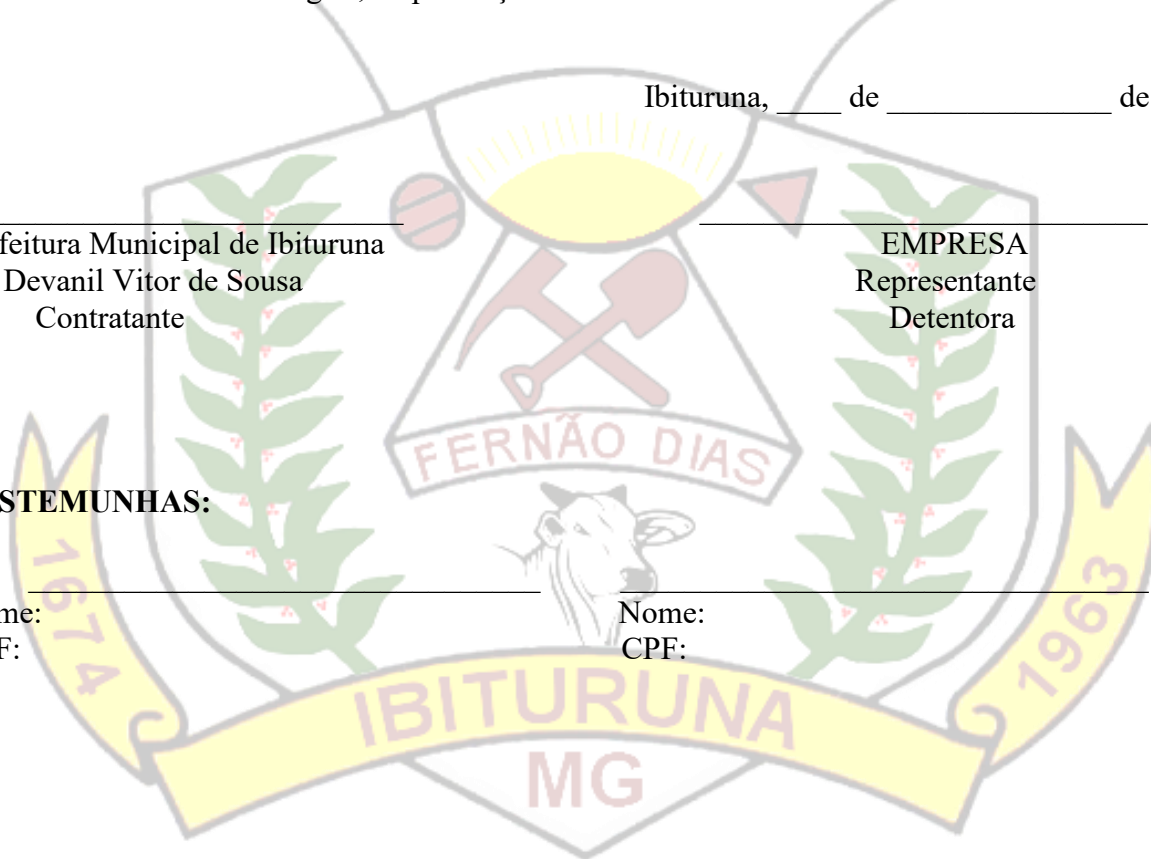 Ibituruna, ____ de ______________ de
feitura Municipal de Ibituruna
Devanil Vitor de Sousa
Contratante
EMPRESA
Representante
Detentora
FERNÃO DIAS
STEMUNHAS:
me:
F:
Nome:
CPF:
1674
1963
IBITURUNA
MG